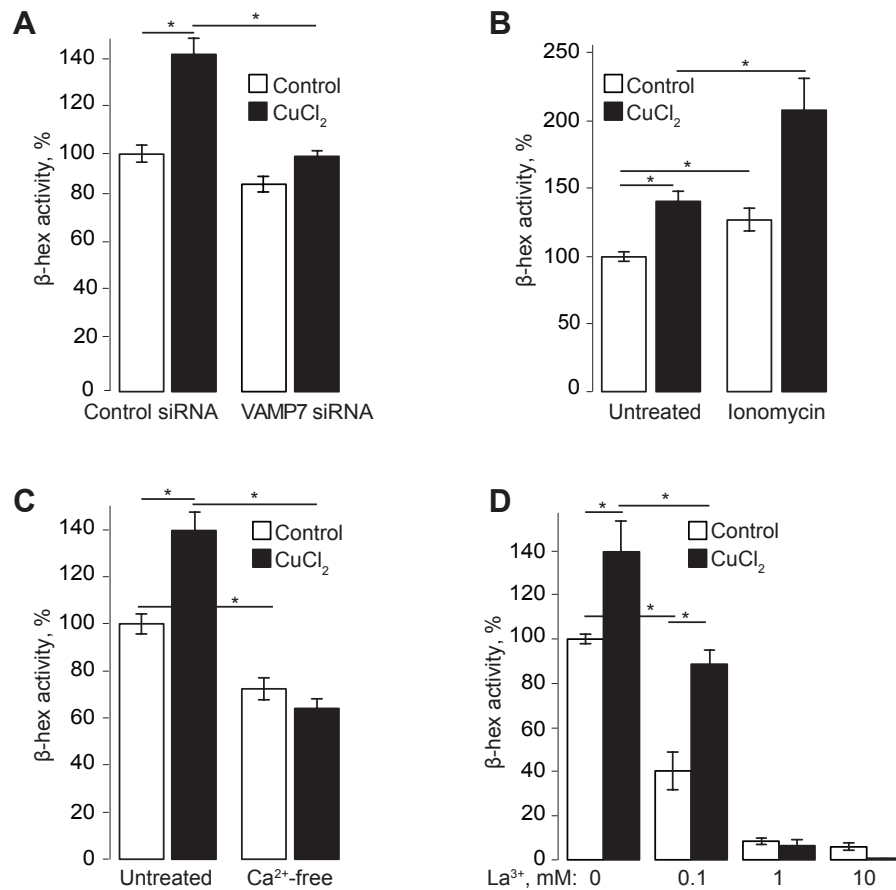 A
*
*
140
120
100
80
60
40
20
0
β-hex activity, %
Control
CuCl₂
Control siRNA VAMP7 siRNA
B
250
200
150
100
50
0
β-hex activity, %
*
*
*
Control
CuCl₂
Untreated Ionomycin
C
*
*
*
140
120
100
80
60
40
20
0
β-hex activity, %
Control
CuCl₂
Untreated Ca²⁺-free
D
*
*
*
*
140
120
100
80
60
40
20
0
β-hex activity, %
Control
CuCl₂
La³⁺, mM: 0 0.1 1 10